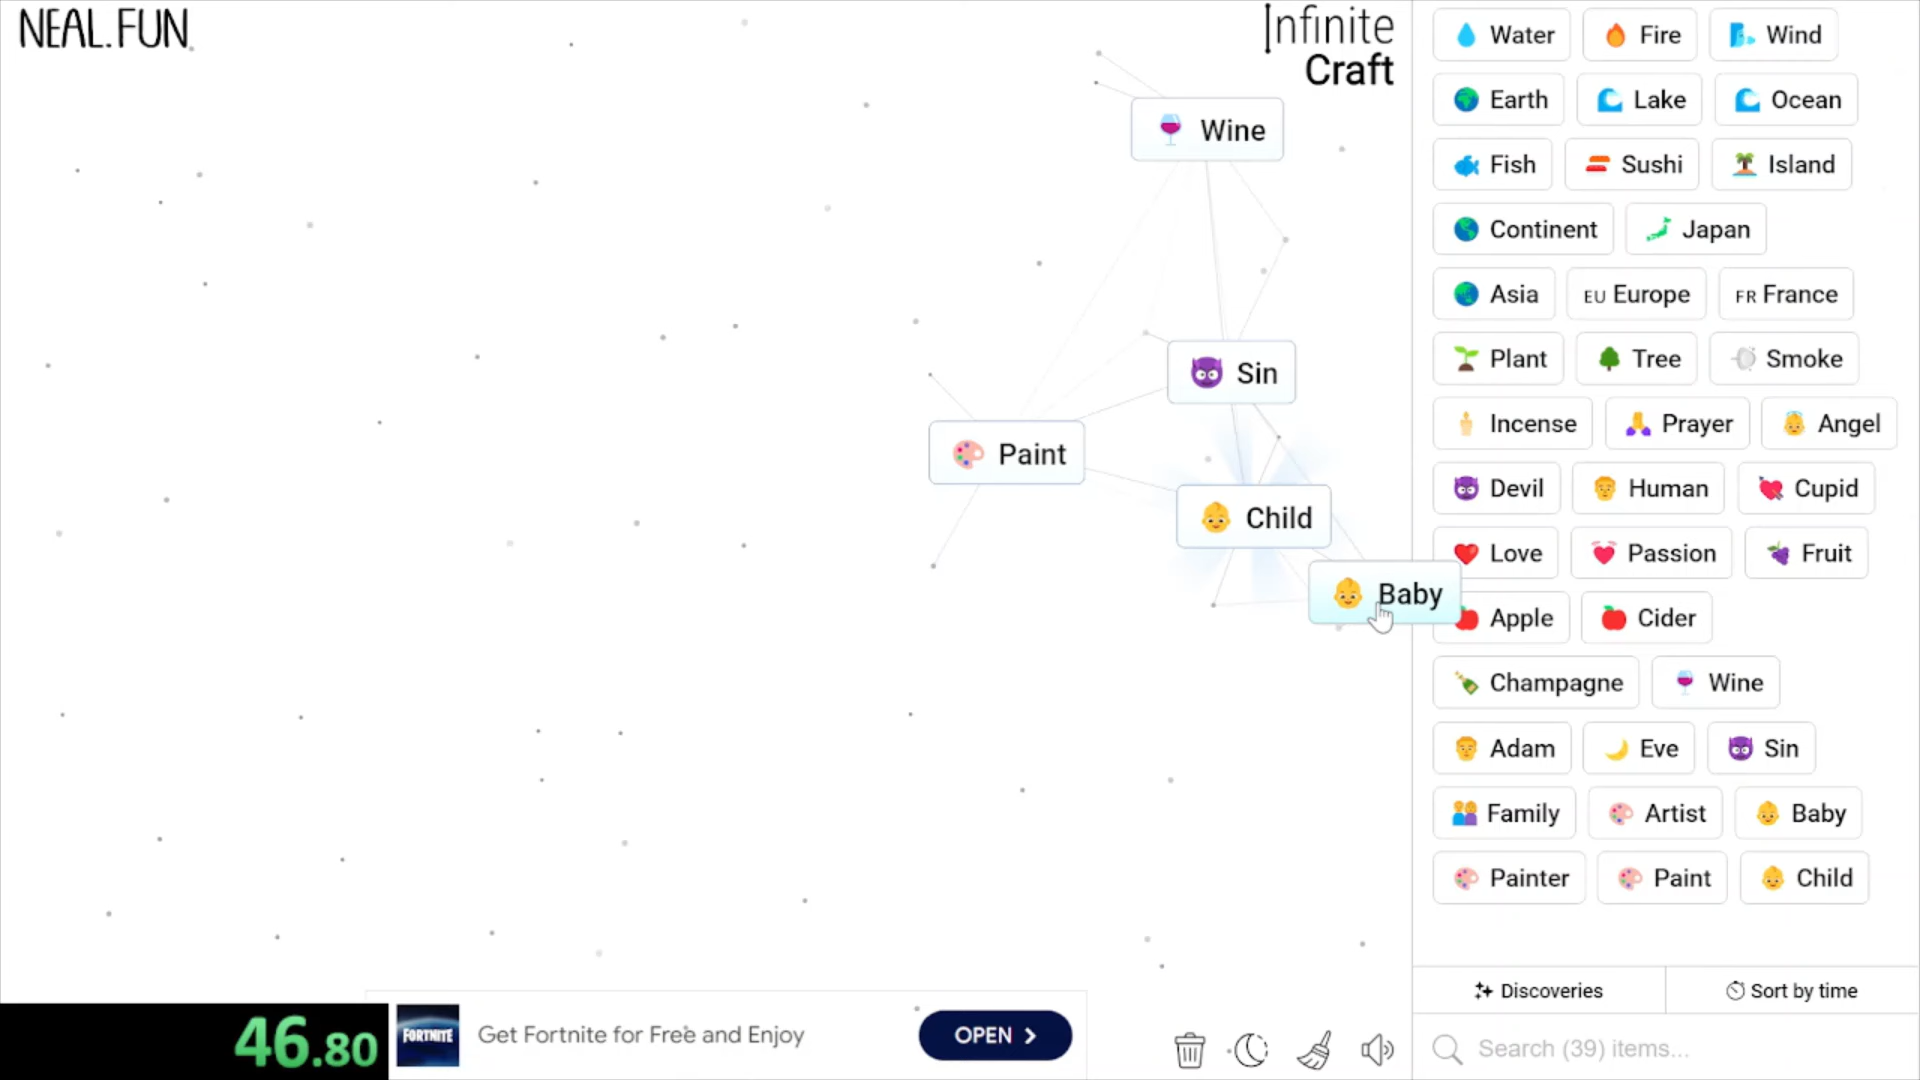 NEAL.FUN
Infinite
Craft
Wine
Sin
Paint
Child
Baby
Water Fire Wind
Earth Lake Ocean
Fish Sushi Island
Continent Japan
Asia EU Europe FR France
Plant Tree Smoke
Incense Prayer Angel
Devil Human Cupid
Love Passion Fruit
Apple Cider
Champagne Wine
Adam Eve Sin
Family Artist Baby
Painter Paint Child
Discoveries Sort by time
Search (39) items...
46.80
FORTNITE
Get Fortnite for Free and Enjoy
OPEN